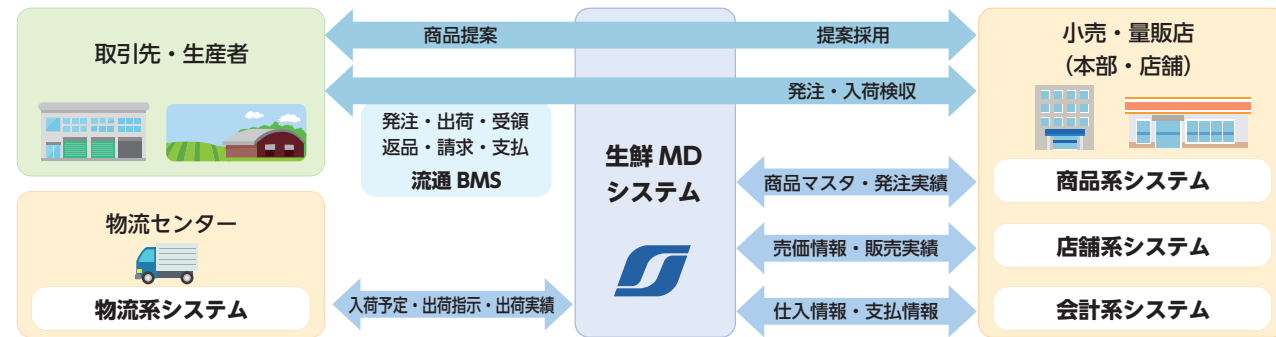 取引先・生産者
商品提案
提案採用
小売・量販店
（本部・店舗）
発注・入荷検収
発注・出荷・受領
返品・請求・支払
流通 BMS
生鮮 MD
システム
商品マスタ・発注実績
商品系システム
物流センター
売価情報・販売実績
店舗系システム
物流系システム
入荷予定・出荷指示・出荷実績
仕入情報・支払情報
会計系システム